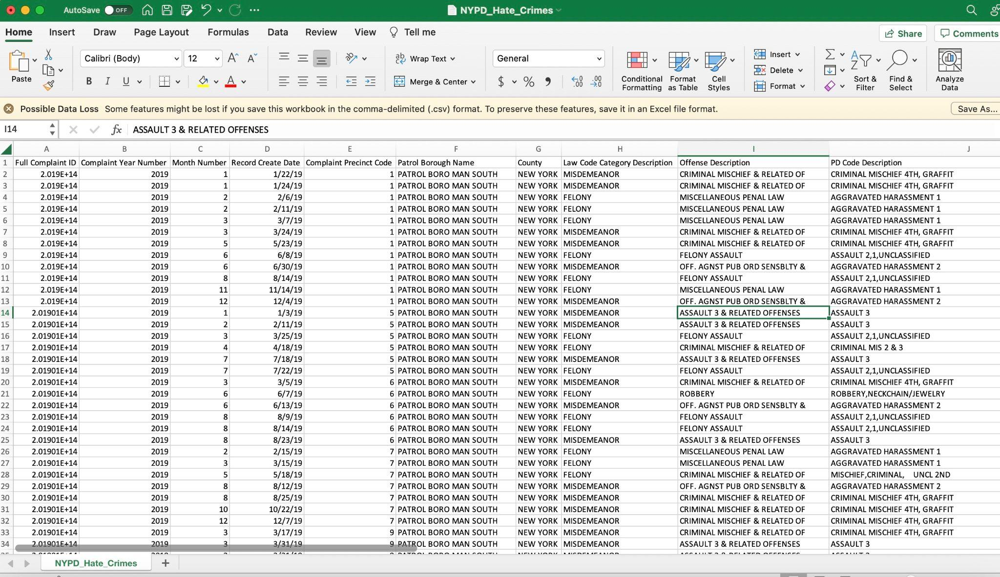 AutoSave OFF NYPD_Hate_Crimes
Home Insert Draw Page Layout Formulas Data Review View Tell me Share Comments
Paste Calibri (Body) 12 Wrap Text General Insert
B I U Merge & Center $ % Conditional Formatting Format as Table Cell Styles Delete Format Sort & Filter Find & Select Analyze Data
Possible Data Loss Some features might be lost if you save this workbook in the comma-delimited (.csv) format. To preserve these features, save it in an Excel file format. Save As...
I14 fx ASSAULT 3 & RELATED OFFENSES
A B C D E F G H I J
1 Full Complaint ID Complaint Year Number Month Number Record Create Date Complaint Precinct Code Patrol Borough Name County Law Code Category Description Offense Description PD Code Description
2 2.019E+14 2019 1 1/22/19 1 PATROL BORO MAN SOUTH NEW YORK MISDEMEANOR CRIMINAL MISCHIEF & RELATED OF CRIMINAL MISCHIEF 4TH, GRAFFIT
3 2.019E+14 2019 1 1/24/19 1 PATROL BORO MAN SOUTH NEW YORK MISDEMEANOR CRIMINAL MISCHIEF & RELATED OF CRIMINAL MISCHIEF 4TH, GRAFFIT
4 2.019E+14 2019 2 2/6/19 1 PATROL BORO MAN SOUTH NEW YORK FELONY MISCELLANEOUS PENAL LAW AGGRAVATED HARASSMENT 1
5 2.019E+14 2019 2 2/11/19 1 PATROL BORO MAN SOUTH NEW YORK FELONY MISCELLANEOUS PENAL LAW AGGRAVATED HARASSMENT 1
6 2.019E+14 2019 3 3/7/19 1 PATROL BORO MAN SOUTH NEW YORK FELONY MISCELLANEOUS PENAL LAW AGGRAVATED HARASSMENT 1
7 2.019E+14 2019 3 3/24/19 1 PATROL BORO MAN SOUTH NEW YORK MISDEMEANOR CRIMINAL MISCHIEF & RELATED OF CRIMINAL MISCHIEF 4TH, GRAFFIT
8 2.019E+14 2019 5 5/23/19 1 PATROL BORO MAN SOUTH NEW YORK MISDEMEANOR CRIMINAL MISCHIEF & RELATED OF CRIMINAL MISCHIEF 4TH, GRAFFIT
9 2.019E+14 2019 6 6/8/19 1 PATROL BORO MAN SOUTH NEW YORK FELONY FELONY ASSAULT ASSAULT 2,1,UNCLASSIFIED
10 2.019E+14 2019 6 6/30/19 1 PATROL BORO MAN SOUTH NEW YORK MISDEMEANOR OFF. AGNST PUB ORD SENSBLTY & AGGRAVATED HARASSMENT 2
11 2.019E+14 2019 8 8/14/19 1 PATROL BORO MAN SOUTH NEW YORK FELONY FELONY ASSAULT ASSAULT 2,1,UNCLASSIFIED
12 2.019E+14 2019 11 11/14/19 1 PATROL BORO MAN SOUTH NEW YORK FELONY MISCELLANEOUS PENAL LAW AGGRAVATED HARASSMENT 1
13 2.019E+14 2019 12 12/4/19 1 PATROL BORO MAN SOUTH NEW YORK MISDEMEANOR OFF. AGNST PUB ORD SENSBLTY & AGGRAVATED HARASSMENT 2
14 2.01901E+14 2019 1 1/3/19 5 PATROL BORO MAN SOUTH NEW YORK MISDEMEANOR ASSAULT 3 & RELATED OFFENSES ASSAULT 3
15 2.01901E+14 2019 2 2/11/19 5 PATROL BORO MAN SOUTH NEW YORK MISDEMEANOR ASSAULT 3 & RELATED OFFENSES ASSAULT 3
16 2.01901E+14 2019 3 3/25/19 5 PATROL BORO MAN SOUTH NEW YORK FELONY FELONY ASSAULT ASSAULT 2,1,UNCLASSIFIED
17 2.01901E+14 2019 4 4/18/19 5 PATROL BORO MAN SOUTH NEW YORK FELONY CRIMINAL MISCHIEF & RELATED OF CRIMINAL MIS 2 & 3
18 2.01901E+14 2019 7 7/18/19 5 PATROL BORO MAN SOUTH NEW YORK MISDEMEANOR ASSAULT 3 & RELATED OFFENSES ASSAULT 3
19 2.01901E+14 2019 7 7/22/19 5 PATROL BORO MAN SOUTH NEW YORK FELONY FELONY ASSAULT ASSAULT 2,1,UNCLASSIFIED
20 2.01901E+14 2019 3 3/5/19 6 PATROL BORO MAN SOUTH NEW YORK MISDEMEANOR CRIMINAL MISCHIEF & RELATED OF CRIMINAL MISCHIEF 4TH, GRAFFIT
21 2.01901E+14 2019 6 6/7/19 6 PATROL BORO MAN SOUTH NEW YORK FELONY ROBBERY ROBBERY,NECKCHAIN/JEWELRY
22 2.01901E+14 2019 6 6/13/19 6 PATROL BORO MAN SOUTH NEW YORK MISDEMEANOR OFF. AGNST PUB ORD SENSBLTY & AGGRAVATED HARASSMENT 2
23 2.01901E+14 2019 8 8/9/19 6 PATROL BORO MAN SOUTH NEW YORK FELONY FELONY ASSAULT ASSAULT 2,1,UNCLASSIFIED
24 2.01901E+14 2019 8 8/14/19 6 PATROL BORO MAN SOUTH NEW YORK FELONY FELONY ASSAULT ASSAULT 2,1,UNCLASSIFIED
25 2.01901E+14 2019 8 8/23/19 6 PATROL BORO MAN SOUTH NEW YORK MISDEMEANOR ASSAULT 3 & RELATED OFFENSES ASSAULT 3
26 2.01901E+14 2019 2 2/15/19 7 PATROL BORO MAN SOUTH NEW YORK FELONY MISCELLANEOUS PENAL LAW AGGRAVATED HARASSMENT 1
27 2.01901E+14 2019 3 3/15/19 7 PATROL BORO MAN SOUTH NEW YORK FELONY MISCELLANEOUS PENAL LAW AGGRAVATED HARASSMENT 1
28 2.01901E+14 2019 5 5/18/19 7 PATROL BORO MAN SOUTH NEW YORK FELONY CRIMINAL MISCHIEF & RELATED OF MISCHIEF,CRIMINAL, UNCL 2ND
29 2.01901E+14 2019 8 8/12/19 7 PATROL BORO MAN SOUTH NEW YORK MISDEMEANOR OFF. AGNST PUB ORD SENSBLTY & AGGRAVATED HARASSMENT 2
30 2.01901E+14 2019 8 8/25/19 7 PATROL BORO MAN SOUTH NEW YORK MISDEMEANOR CRIMINAL MISCHIEF & RELATED OF CRIMINAL MISCHIEF 4TH, GRAFFIT
31 2.01901E+14 2019 10 10/22/19 7 PATROL BORO MAN SOUTH NEW YORK MISDEMEANOR CRIMINAL MISCHIEF & RELATED OF CRIMINAL MISCHIEF 4TH, GRAFFIT
32 2.01901E+14 2019 12 12/7/19 7 PATROL BORO MAN SOUTH NEW YORK MISDEMEANOR CRIMINAL MISCHIEF & RELATED OF CRIMINAL MISCHIEF 4TH, GRAFFIT
33 2.01901E+14 2019 3 3/17/19 9 PATROL BORO MAN SOUTH NEW YORK MISDEMEANOR CRIMINAL MISCHIEF & RELATED OF CRIMINAL MISCHIEF 4TH, GRAFFIT
34 2.01901E+14 2019 3 3/31/19 9 PATROL BORO MAN SOUTH NEW YORK MISDEMEANOR ASSAULT 3 & RELATED OFFENSES ASSAULT 3
NYPD_Hate_Crimes +